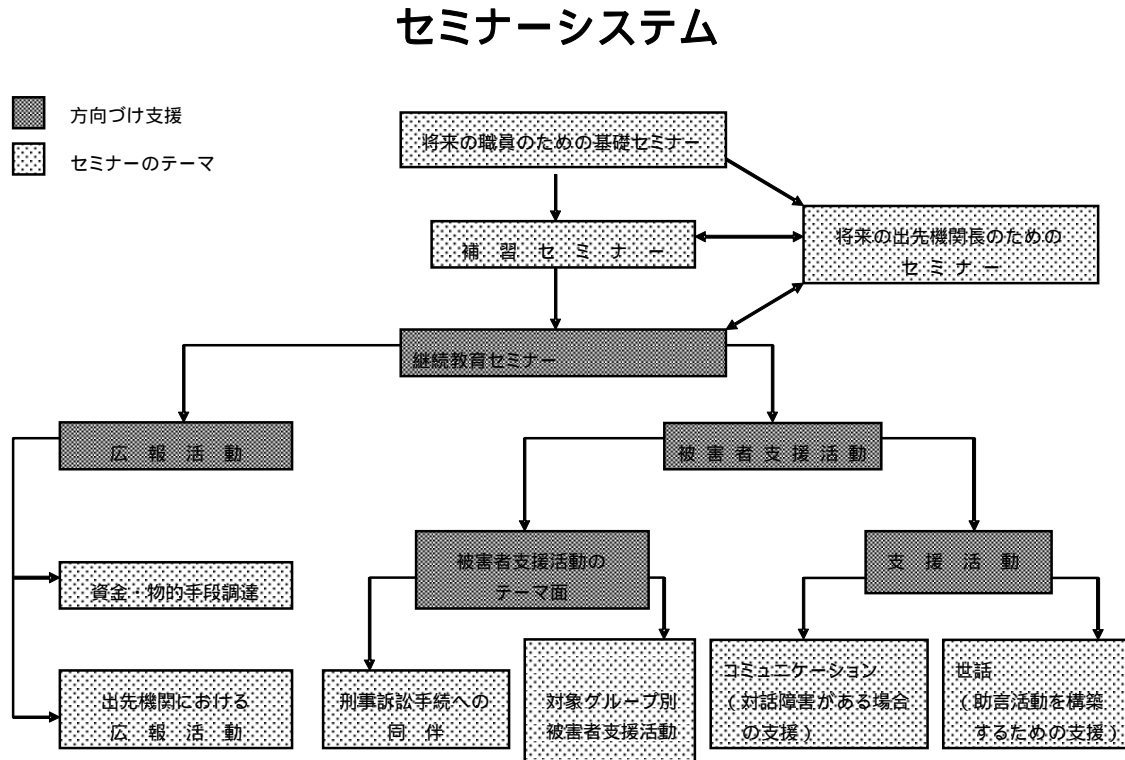 セミナーシステム
方向づけ支援
セミナーのテーマ
将来の職員のための基礎セミナー
補 習 セ ミ ナ ー
将来の出先機関長のための
セ ミ ナ ー
継続教育セミナー
広 報 活 動
被 害 者 支 援 活 動
被害者支援活動の
テーマ面
支 援 活 動
資金・物的手段調達
出先機関における
広 報 活 動
刑事訴訟手続への
同 伴
対象グループ別
被害者支援活動
コミュニケーション
(対話障害がある場合
の支援)
世話
(助言活動を構築
するための支援)